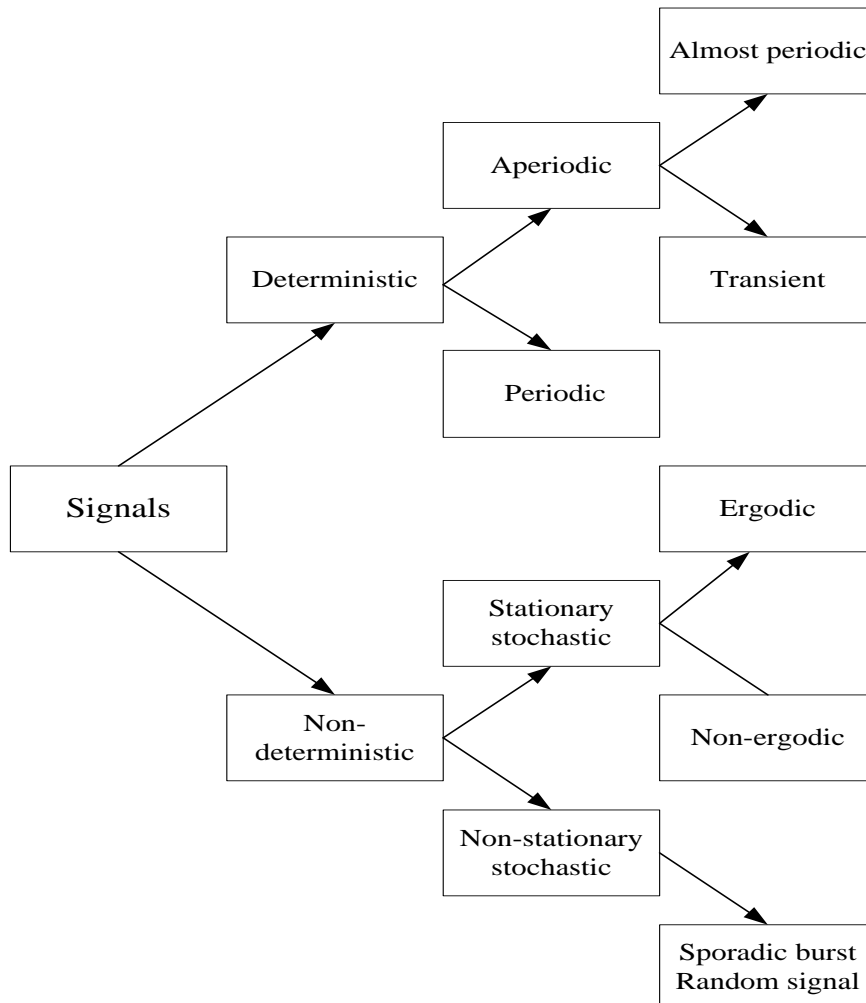 Almost periodic
Aperiodic
Deterministic
Transient
Periodic
Signals
Ergodic
Stationary
stochastic
Non-
deterministic
Non-ergodic
Non-stationary
stochastic
Sporadic burst
Random signal